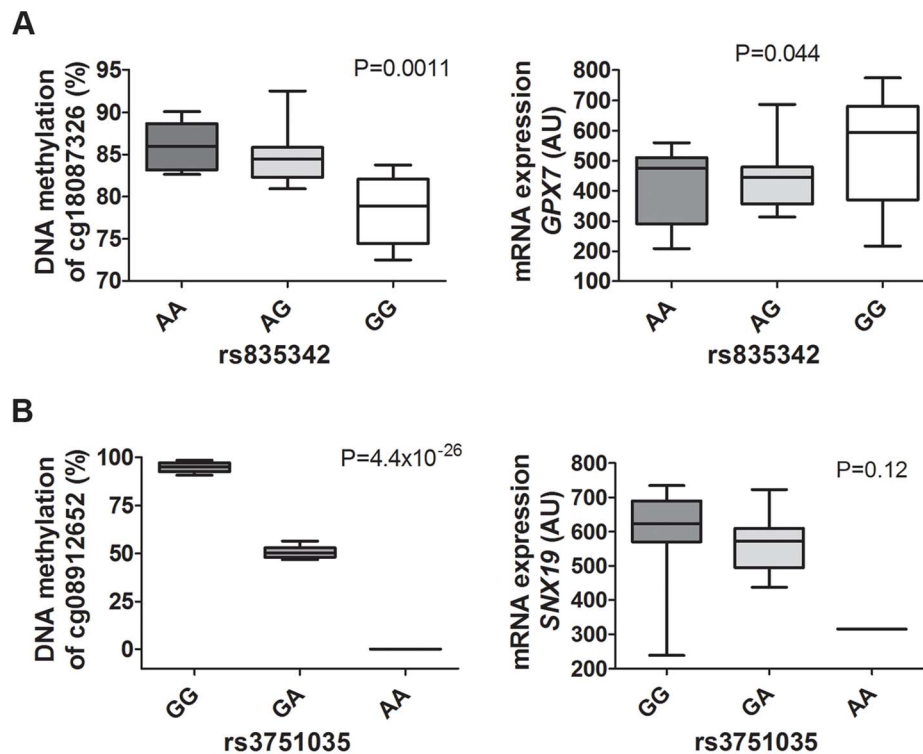 A
DNA methylation
of cg18087326 (%)
P=0.0011
95
90
85
80
75
70
AA
AG
GG
rs835342
mRNA expression
GPX7 (AU)
P=0.044
800
700
600
500
400
300
200
100
AA
AG
GG
rs835342
B
DNA methylation
of cg08912652 (%)
P=4.4x10⁻²⁶
100
75
50
25
0
GG
GA
AA
rs3751035
mRNA expression
SNX19 (AU)
P=0.12
800
700
600
500
400
300
200
GG
GA
AA
rs3751035